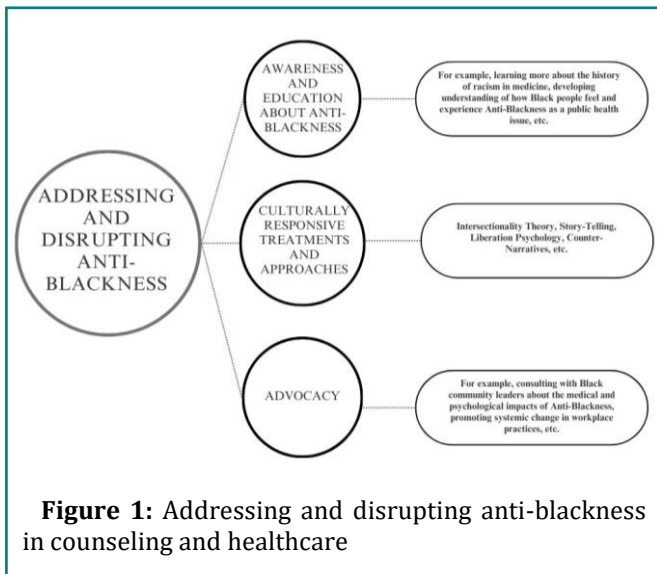 ADDRESSING
AND
DISRUPTING
ANTI-
BLACKNESS
AWARENESS
AND
EDUCATION
ABOUT ANTI-
BLACKNESS
For example, learning more about the history
of racism in medicine, developing
understanding of how Black people feel and
experience Anti-Blackness as a public health
issue, etc.
CULTURALLY
RESPONSIVE
TREATMENTS
AND
APPROACHES
Intersectionality Theory, Story-Telling,
Liberation Psychology, Counter-
Narratives, etc.
ADVOCACY
For example, consulting with Black
community leaders about the medical and
psychological impacts of Anti-Blackness,
promoting systemic change in workplace
practices, etc.
Figure 1: Addressing and disrupting anti-blackness
in counseling and healthcare